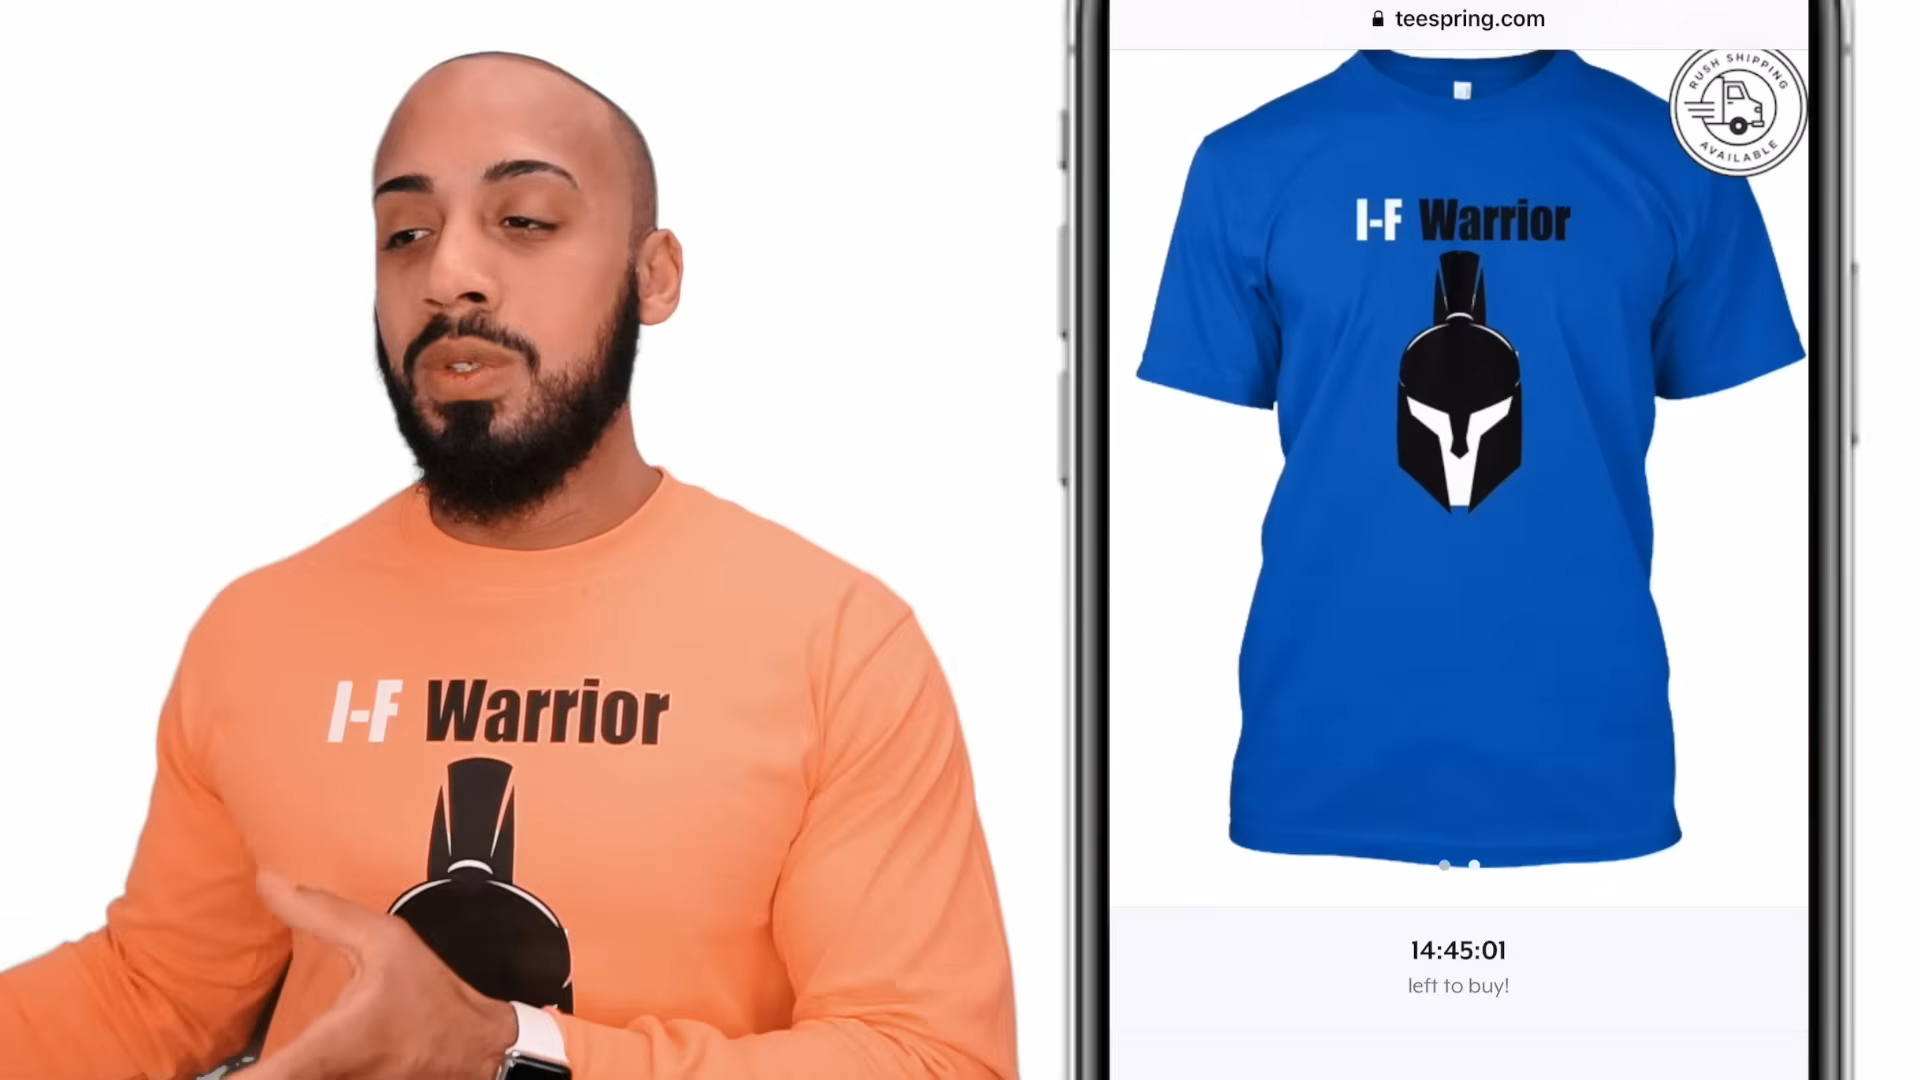 teespring.com
RUSH SHIPPING
AVAILABLE
I-F Warrior
I-F Warrior
14:45:01
left to buy!